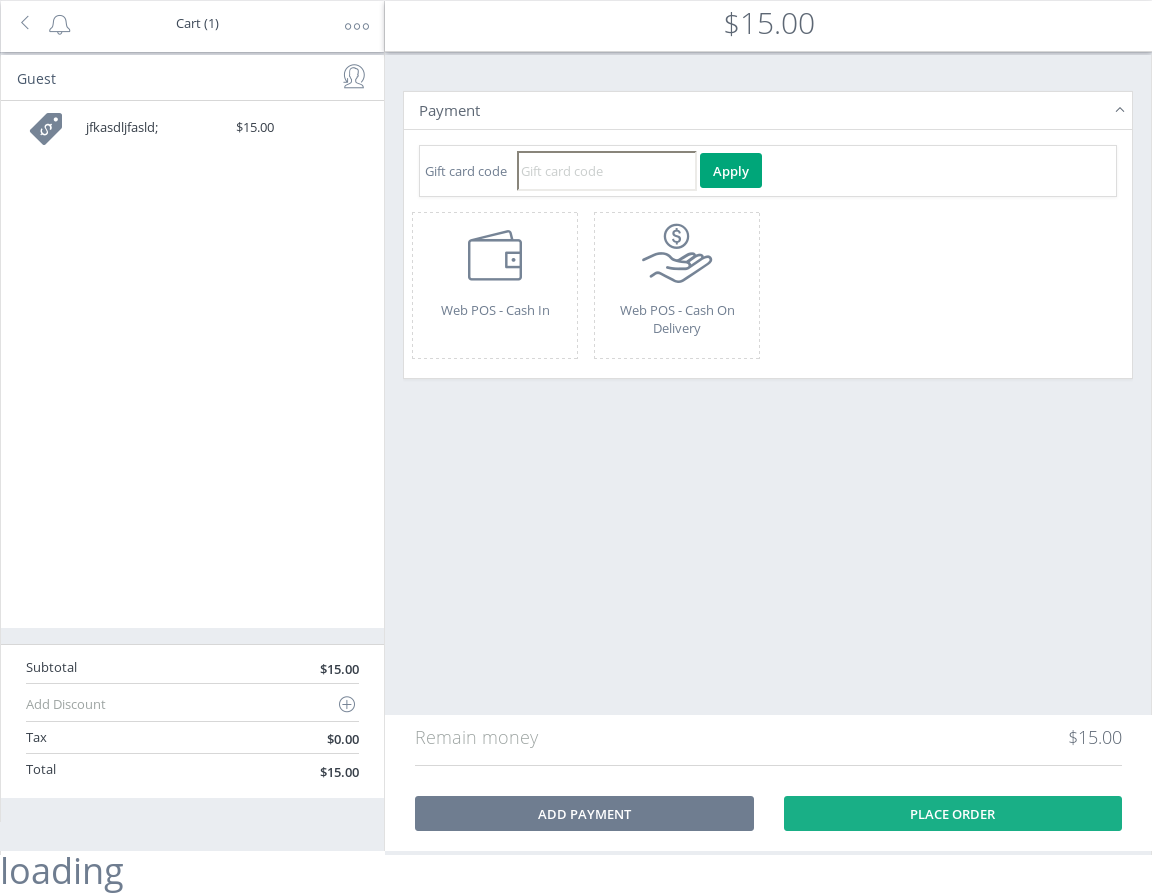 Cart (1)
$15.00
Guest
jfkasdljfasld; $15.00
Payment
Gift card code Gift card code Apply
Web POS - Cash In
Web POS - Cash On
Delivery
Subtotal $15.00
Add Discount
Tax $0.00
Total $15.00
Remain money $15.00
ADD PAYMENT PLACE ORDER
loading